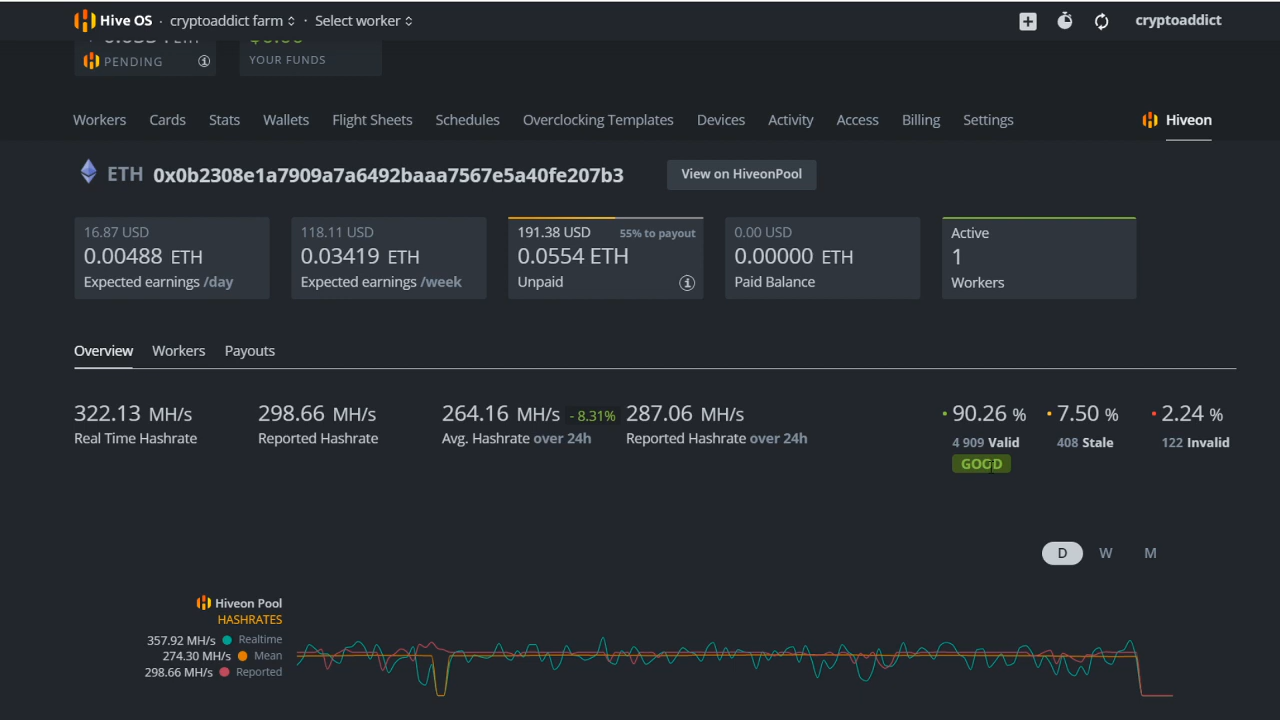 Hive OS · cryptoaddict farm · Select worker cryptoaddict
PENDING YOUR FUNDS
Workers Cards Stats Wallets Flight Sheets Schedules Overclocking Templates Devices Activity Access Billing Settings Hiveon
ETH 0x0b2308e1a7909a7a6492baaa7567e5a40fe207b3 View on HiveonPool
16.87 USD 118.11 USD 191.38 USD 55% to payout 0.00 USD Active
0.00488 ETH 0.03419 ETH 0.0554 ETH 0.00000 ETH 1
Expected earnings /day Expected earnings /week Unpaid Paid Balance Workers
Overview Workers Payouts
322.13 MH/s 298.66 MH/s 264.16 MH/s - 8.31% 287.06 MH/s 90.26 % 7.50 % 2.24 %
Real Time Hashrate Reported Hashrate Avg. Hashrate over 24h Reported Hashrate over 24h 4 909 Valid 408 Stale 122 Invalid
GOOD
D W M
Hiveon Pool
HASHRATES
357.92 MH/s Realtime
274.30 MH/s Mean
298.66 MH/s Reported